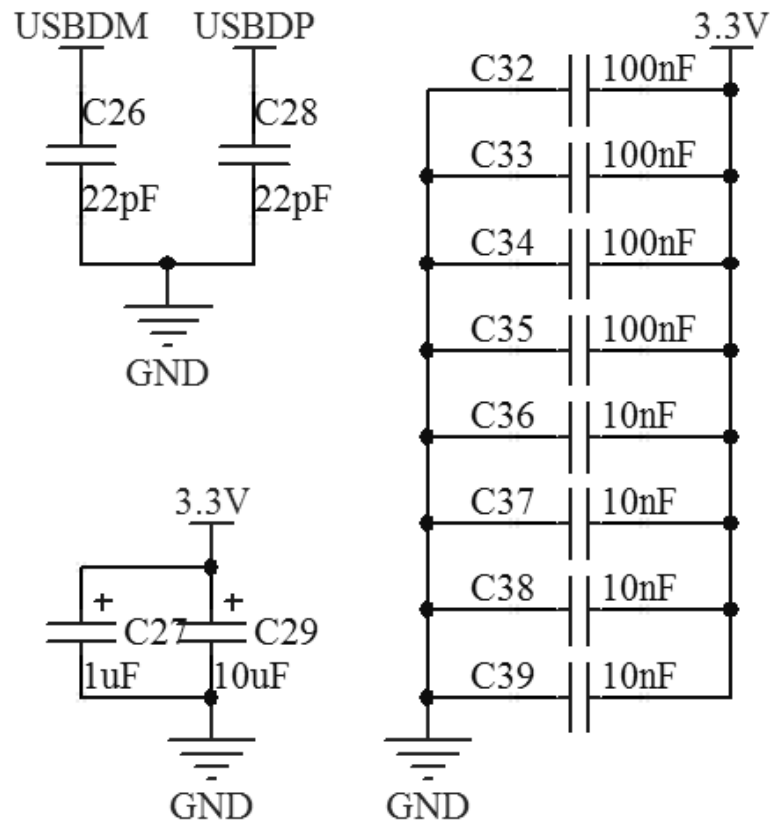 USBDM USBDP
C26 C28
22pF 22pF
GND
3.3V
+ +
C27 C29
1uF 10uF
GND
3.3V
C32 100nF
C33 100nF
C34 100nF
C35 100nF
C36 10nF
C37 10nF
C38 10nF
C39 10nF
GND